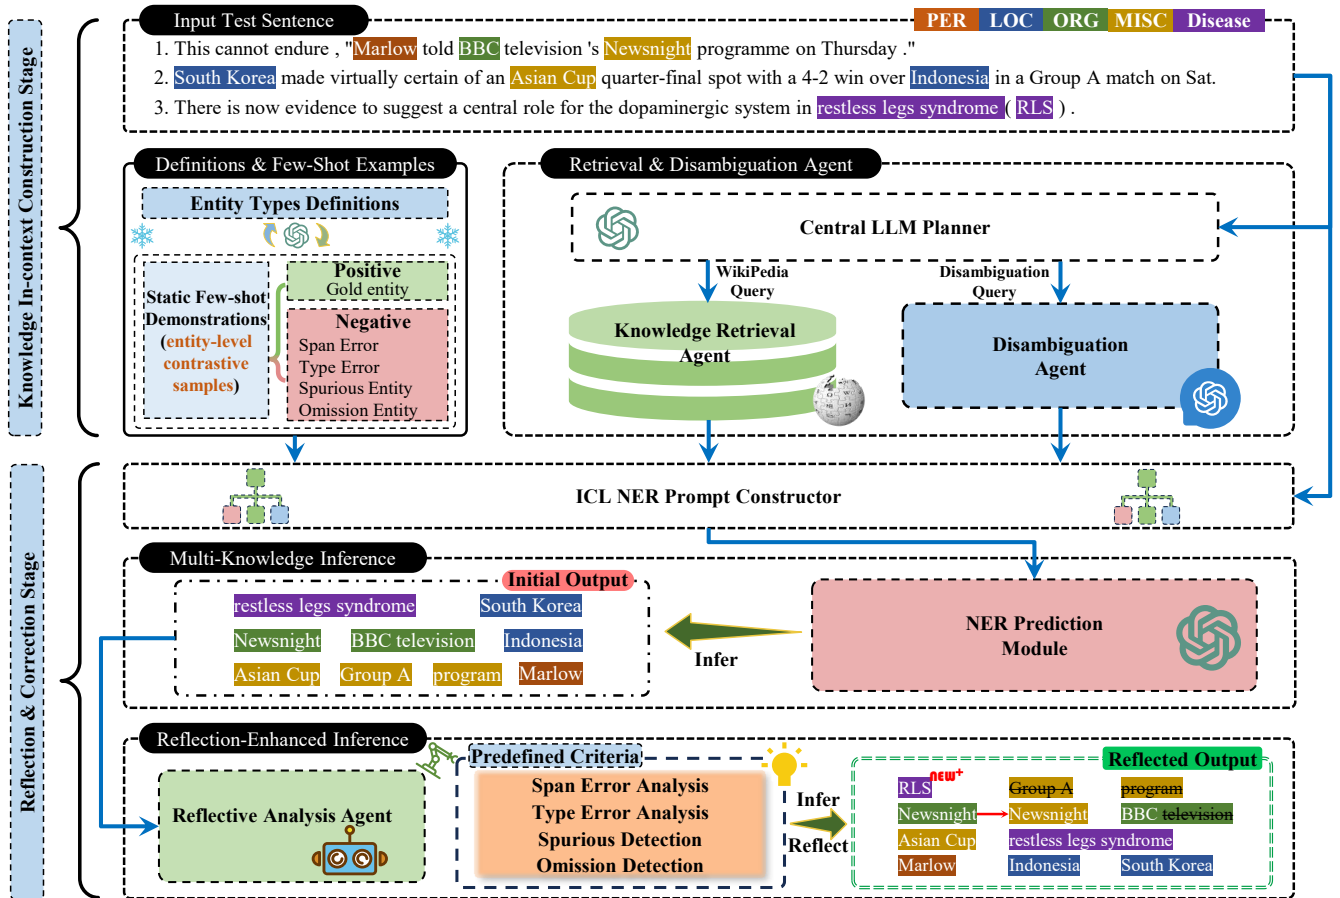 Knowledge In-context Construction Stage
Input Test Sentence
PER LOC ORG MISC Disease
1. This cannot endure , "Marlow told BBC television 's Newsnight programme on Thursday ."
2. South Korea made virtually certain of an Asian Cup quarter-final spot with a 4-2 win over Indonesia in a Group A match on Sat.
3. There is now evidence to suggest a central role for the dopaminergic system in restless legs syndrome ( RLS ) .
Definitions & Few-Shot Examples
Entity Types Definitions
Static Few-shot
Demonstrations
(entity-level
contrastive
samples)
Positive
Gold entity
Negative
Span Error
Type Error
Spurious Entity
Omission Entity
Retrieval & Disambiguation Agent
Central LLM Planner
WikiPedia
Query
Disambiguation
Query
Knowledge Retrieval
Agent
Disambiguation
Agent
Reflection & Correction Stage
ICL NER Prompt Constructor
Multi-Knowledge Inference
Initial Output
restless legs syndrome South Korea
Newsnight BBC television Indonesia
Asian Cup Group A program Marlow
Infer
NER Prediction
Module
Reflection-Enhanced Inference
Reflective Analysis Agent
Predefined Criteria
Span Error Analysis
Type Error Analysis
Spurious Detection
Omission Detection
Infer
Reflect
Reflected Output
RLS NEW+ Group A program
Newsnight Newsnight BBC television
Asian Cup restless legs syndrome
Marlow Indonesia South Korea